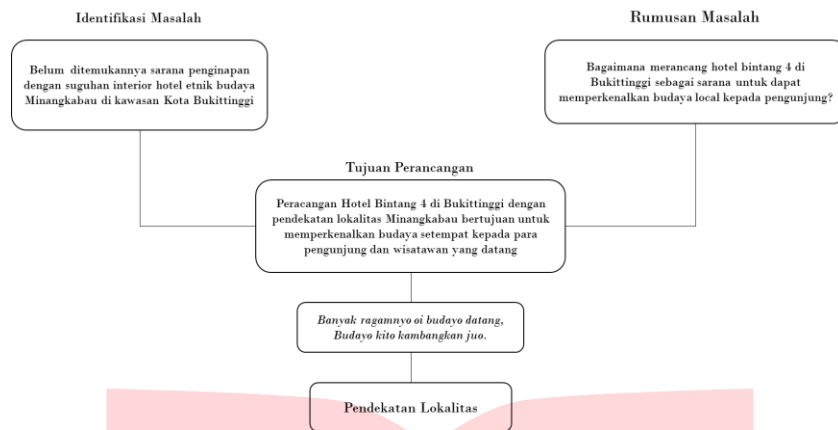 Identifikasi Masalah
Belum ditemukannya sarana penginapan
dengan suguhan interior hotel etnik budaya
Minangkabau di kawasan Kota Bukittinggi
Rumusan Masalah
Bagaimana merancang hotel bintang 4 di
Bukittinggi sebagai sarana untuk dapat
memperkenalkan budaya local kepada pengunjung?
Tujuan Perancangan
Peracangan Hotel Bintang 4 di Bukittinggi dengan
pendekatan lokalitas Minangkabau bertujuan untuk
memperkenalkan budaya setempat kepada para
pengunjung dan wisatawan yang datang
Banyak ragamnyo oi budayo datang,
Budayo kito kambangkan juo.
Pendekatan Lokalitas